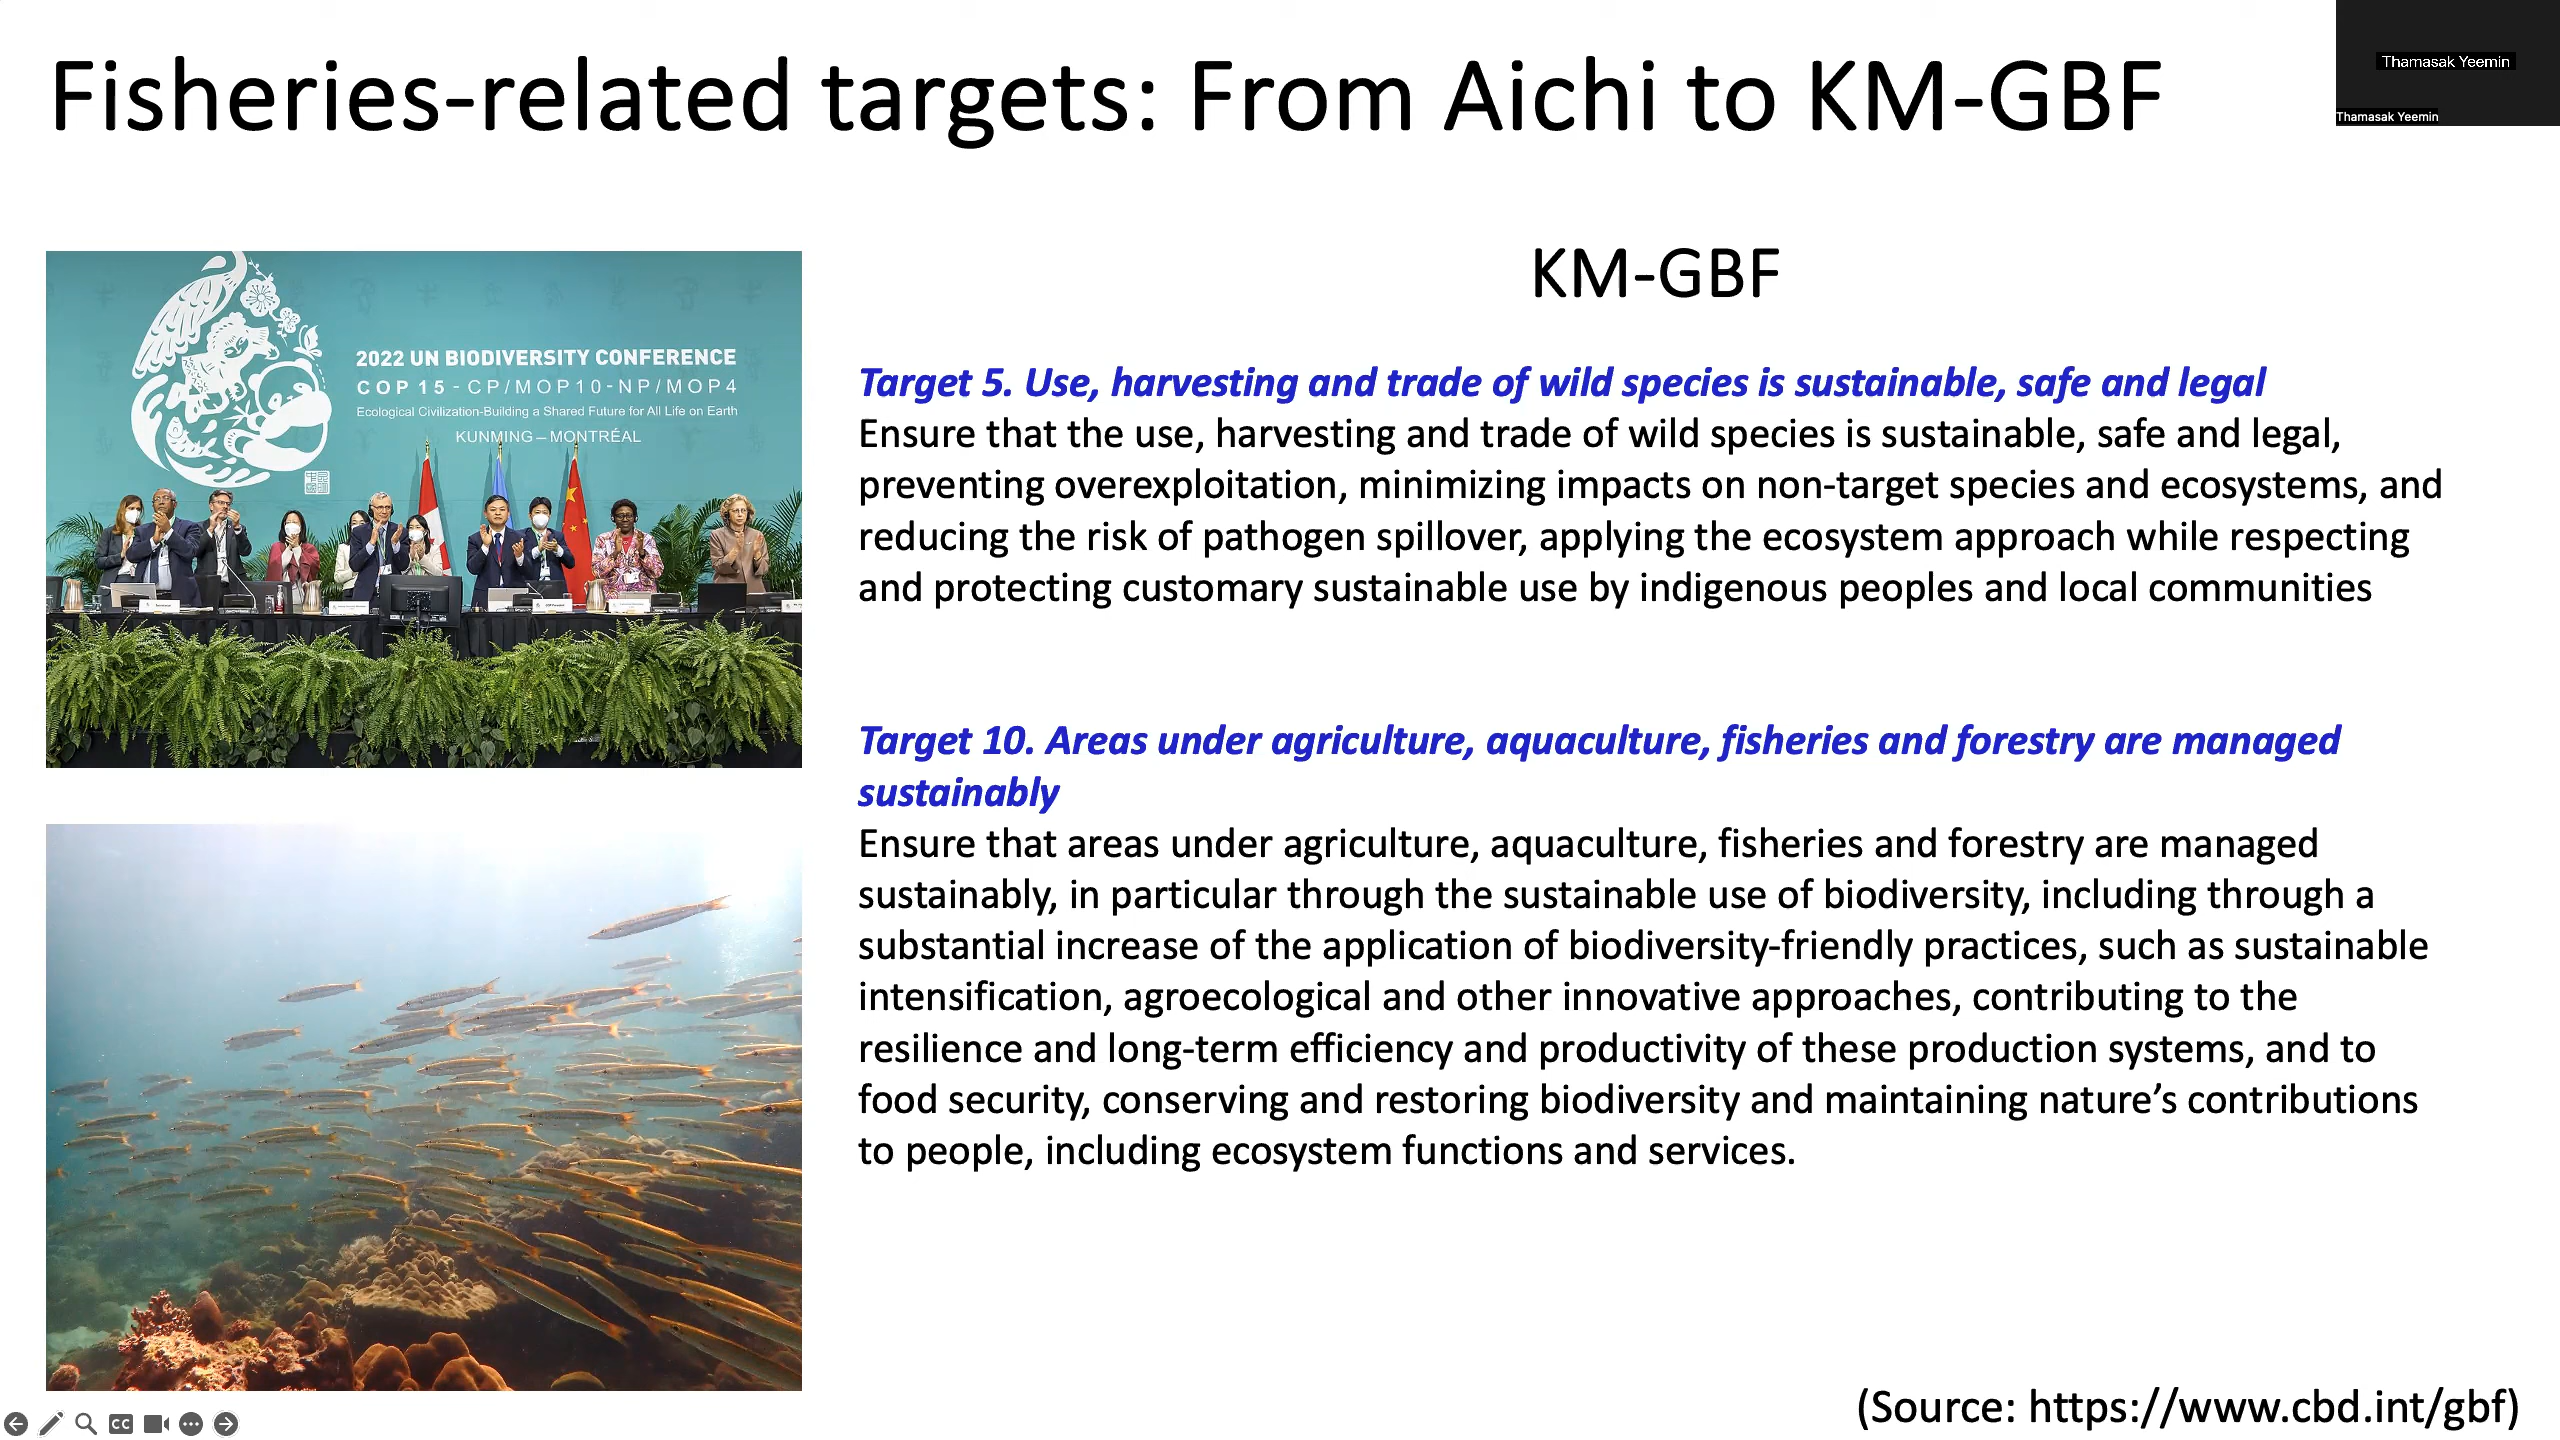 Fisheries-related targets: From Aichi to KM-GBF
Thamasak Yeemin
Thamasak Yeemin
2022 UN BIODIVERSITY CONFERENCE
COP 15 - CP/MOP10-NP/MOP4
Ecological Civilization-Building a Shared Future for All Life on Earth
KUNMING – MONTRÉAL
KM-GBF
Target 5. Use, harvesting and trade of wild species is sustainable, safe and legal
Ensure that the use, harvesting and trade of wild species is sustainable, safe and legal,
preventing overexploitation, minimizing impacts on non-target species and ecosystems, and
reducing the risk of pathogen spillover, applying the ecosystem approach while respecting
and protecting customary sustainable use by indigenous peoples and local communities
Target 10. Areas under agriculture, aquaculture, fisheries and forestry are managed
sustainably
Ensure that areas under agriculture, aquaculture, fisheries and forestry are managed
sustainably, in particular through the sustainable use of biodiversity, including through a
substantial increase of the application of biodiversity-friendly practices, such as sustainable
intensification, agroecological and other innovative approaches, contributing to the
resilience and long-term efficiency and productivity of these production systems, and to
food security, conserving and restoring biodiversity and maintaining nature’s contributions
to people, including ecosystem functions and services.
(Source: https://www.cbd.int/gbf)
CC